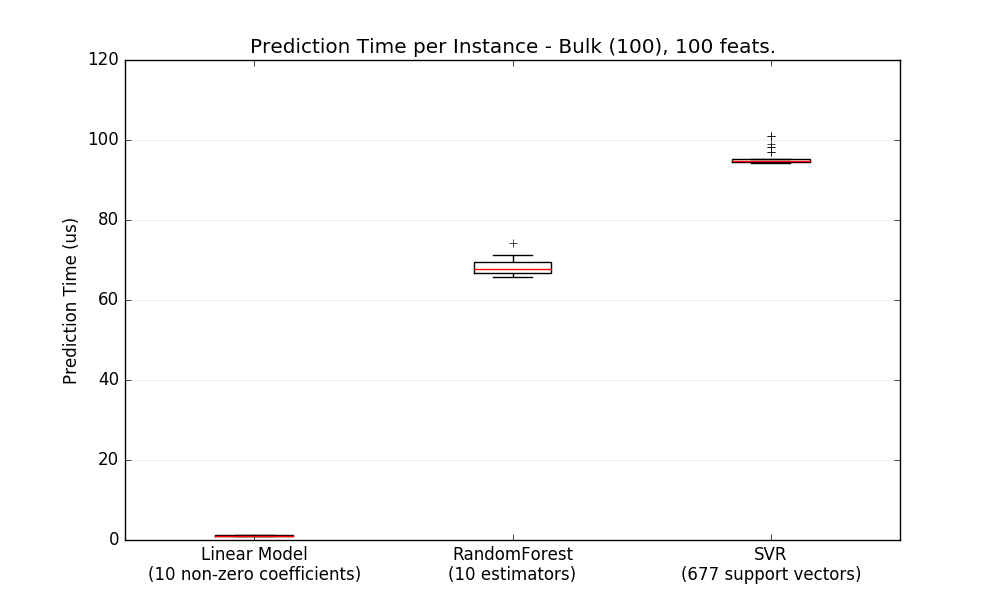 Prediction Time per Instance - Bulk (100), 100 feats.
120
100
80
60
40
20
0
Prediction Time (us)
Linear Model
(10 non-zero coefficients)
RandomForest
(10 estimators)
SVR
(677 support vectors)